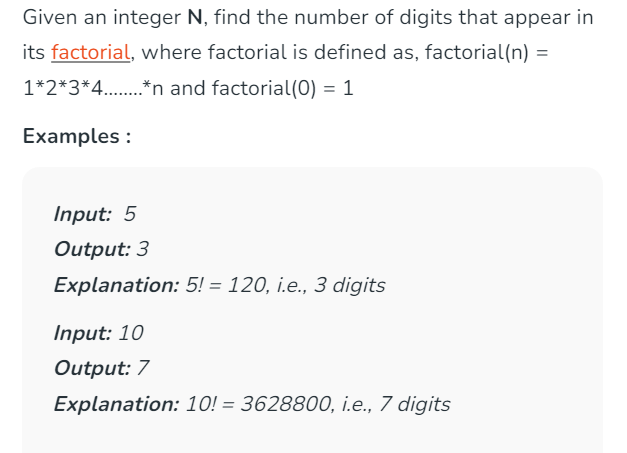 Given an integer N, find the number of digits that appear in
its factorial, where factorial is defined as, factorial(n) =
1*2*3*4........*n and factorial(0) = 1
Examples :
Input: 5
Output: 3
Explanation: 5! = 120, i.e., 3 digits
Input: 10
Output: 7
Explanation: 10! = 3628800, i.e., 7 digits